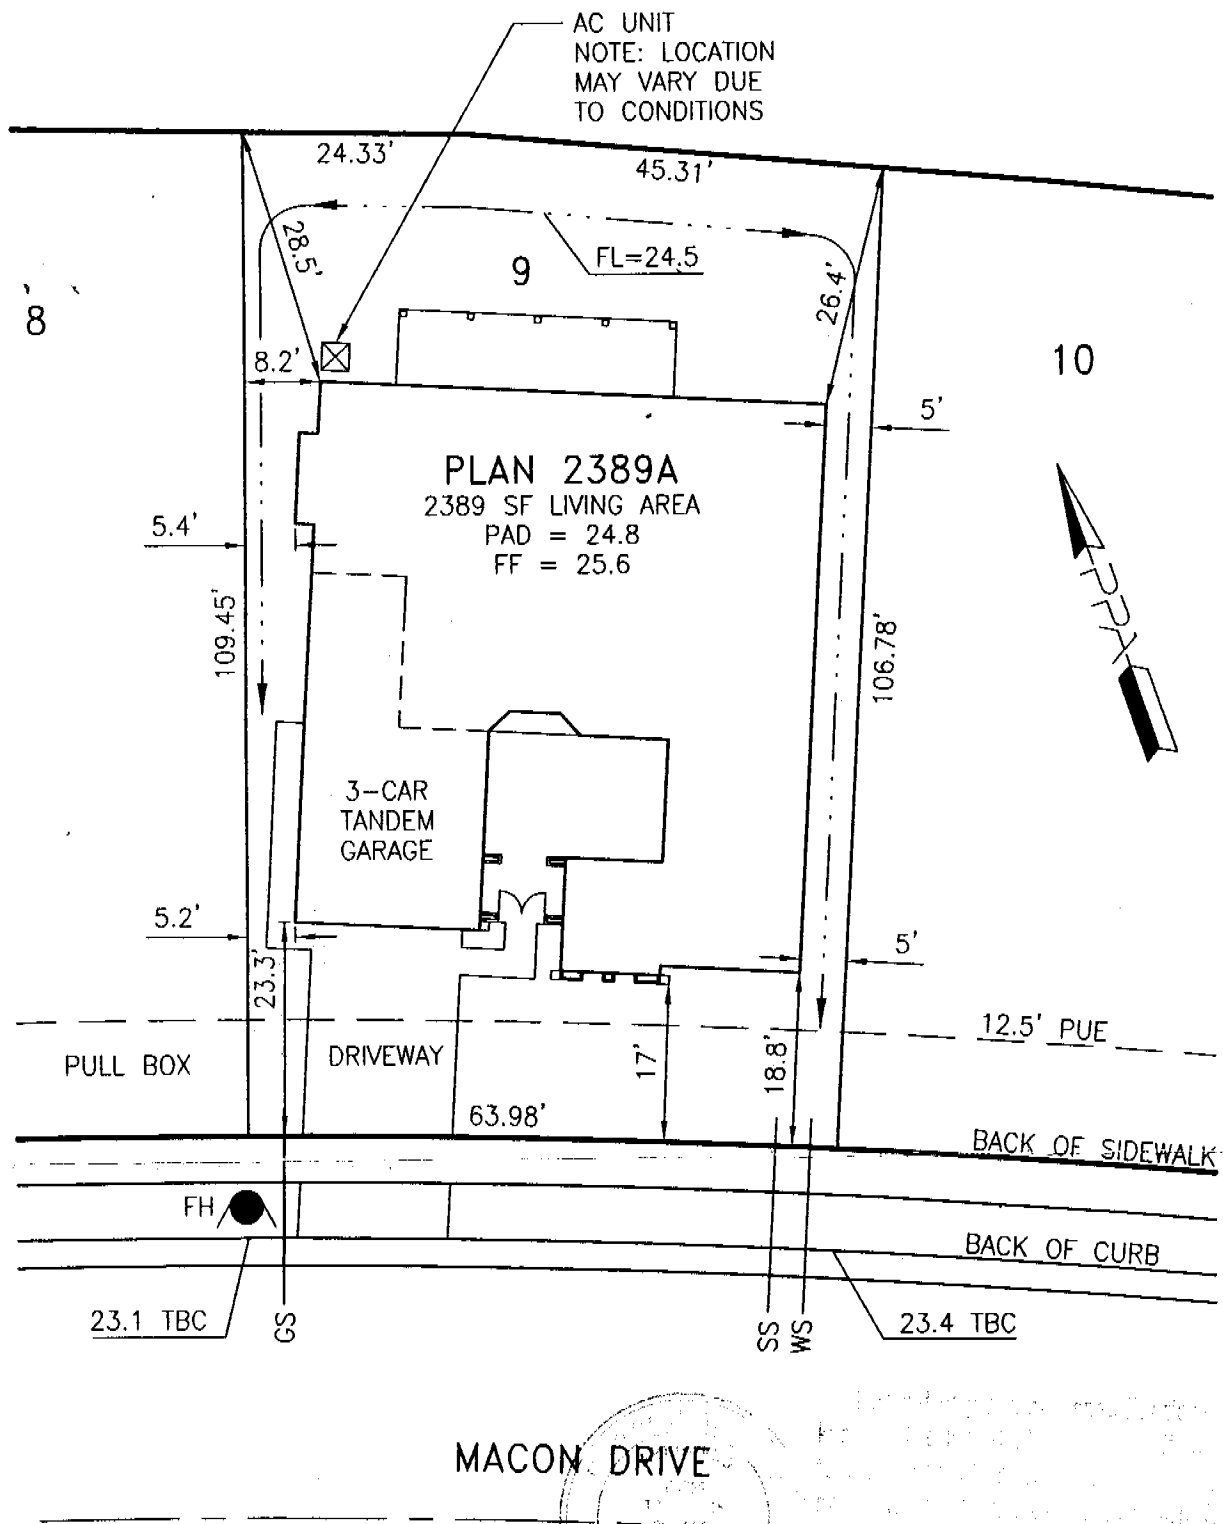 AC UNIT
NOTE: LOCATION
MAY VARY DUE
TO CONDITIONS
24.33'
45.31'
28.5'
FL=24.5
9
26.4'
8
10
8.2'
5'
PLAN 2389A
2389 SF LIVING AREA
PAD = 24.8
FF = 25.6
5.4'
109.45'
106.78'
3-CAR
TANDEM
GARAGE
5.2'
5'
23.3'
12.5' PUE
PULL BOX
DRIVEWAY
17'
18.8'
63.98'
BACK OF SIDEWALK
FH
BACK OF CURB
23.1 TBC
GS
SS
WS
23.4 TBC
MACON DRIVE